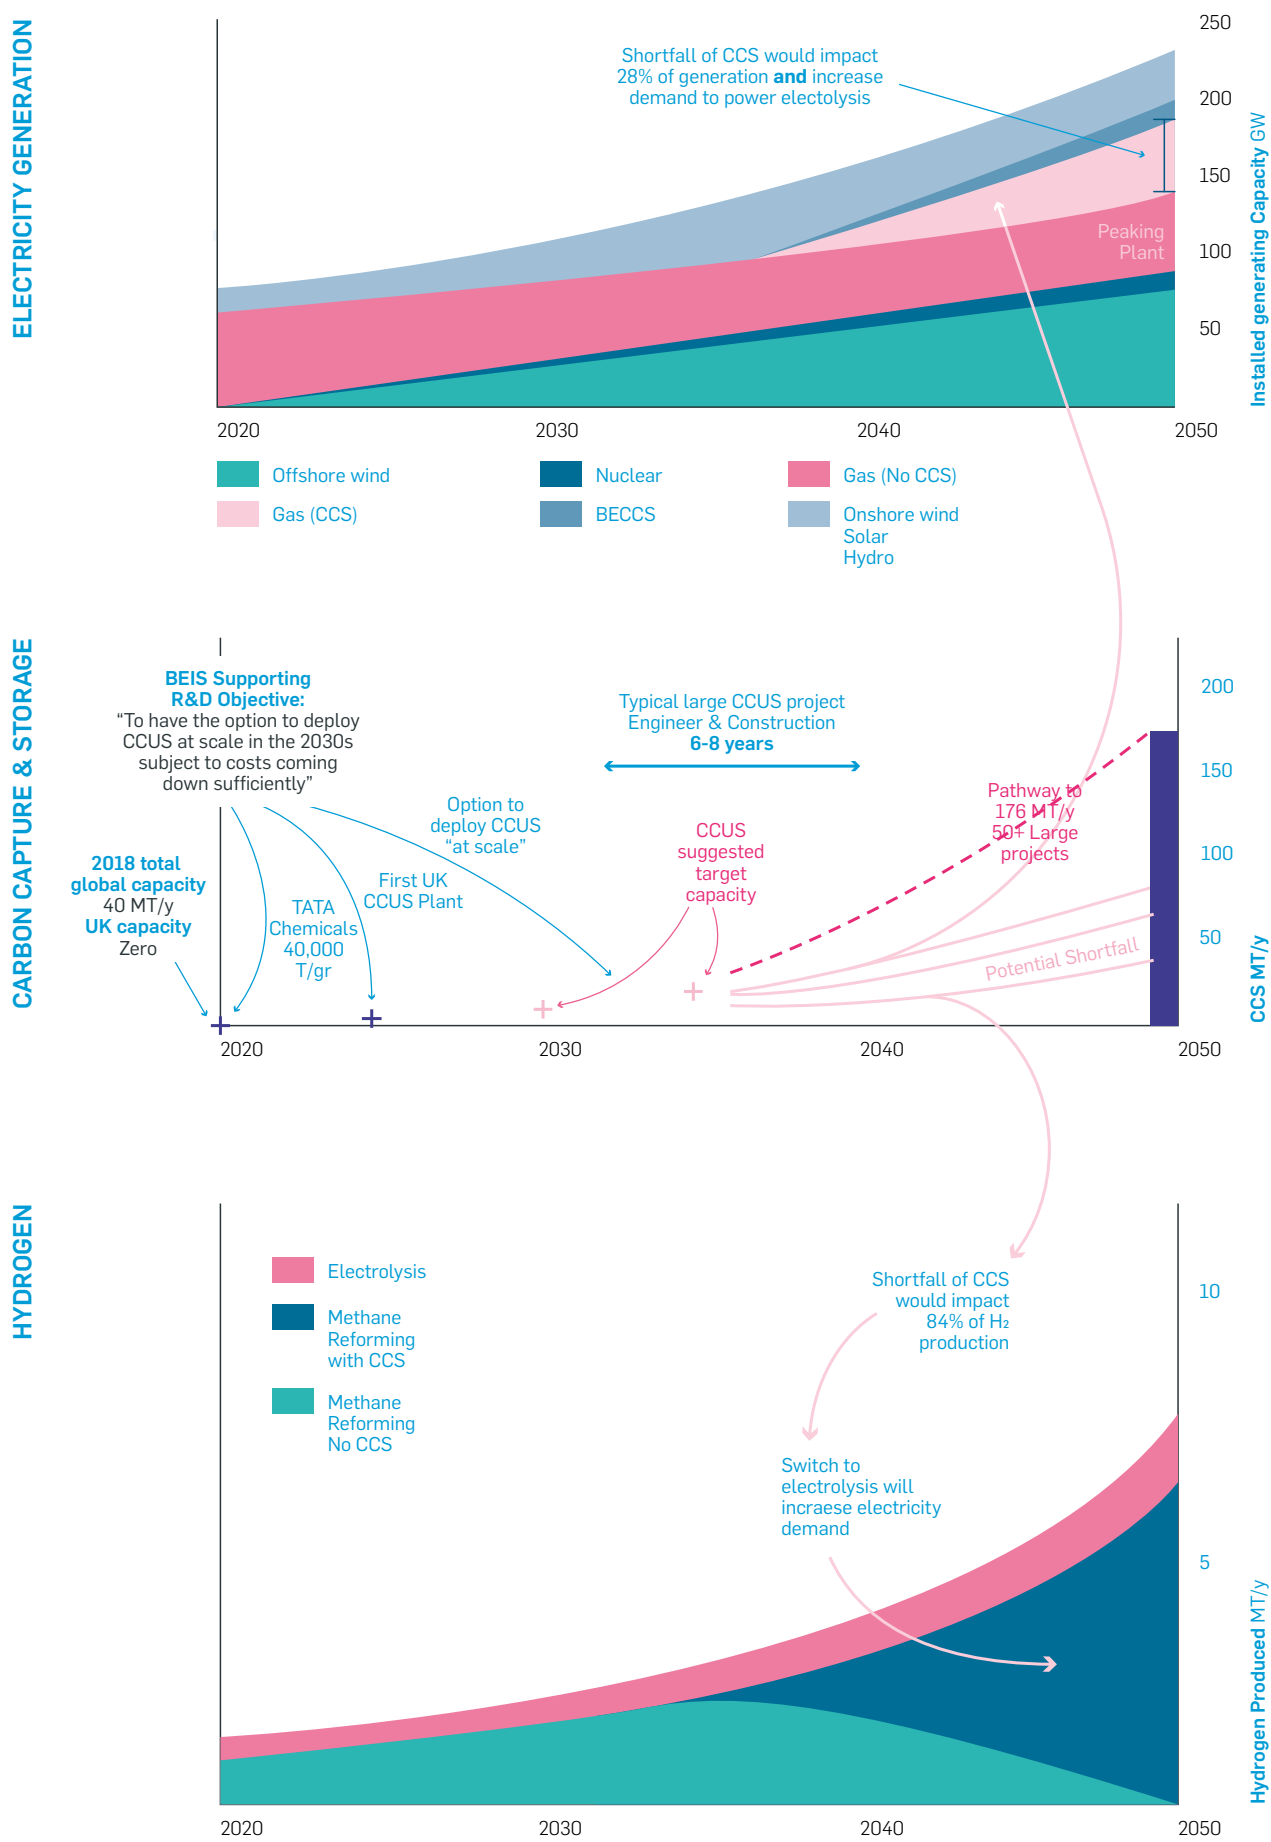 ELECTRICITY GENERATION
Shortfall of CCS would impact
28% of generation and increase
demand to power electolysis
250
200
150
100
50
Installed generating Capacity GW
Peaking
Plant
2020
2030
2040
2050
Offshore wind
Nuclear
Gas (No CCS)
Gas (CCS)
BECCS
Onshore wind
Solar
Hydro
CARBON CAPTURE & STORAGE
BEIS Supporting
R&D Objective:
“To have the option to deploy
CCUS at scale in the 2030s
subject to costs coming
down sufficiently”
Typical large CCUS project
Engineer & Construction
6-8 years
Option to
deploy CCUS
“at scale”
CCUS
suggested
target
capacity
Pathway to
176 MT/y
50+ Large
projects
2018 total
global capacity
40 MT/y
UK capacity
Zero
TATA
Chemicals
40,000
T/gr
First UK
CCUS Plant
Potential Shortfall
200
150
100
50
CCS MT/y
2020
2030
2040
2050
HYDROGEN
Electrolysis
Methane
Reforming
with CCS
Methane
Reforming
No CCS
Shortfall of CCS
would impact
84% of H₂
production
Switch to
electrolysis will
incraese electricity
demand
10
5
Hydrogen Produced MT/y
2020
2030
2040
2050